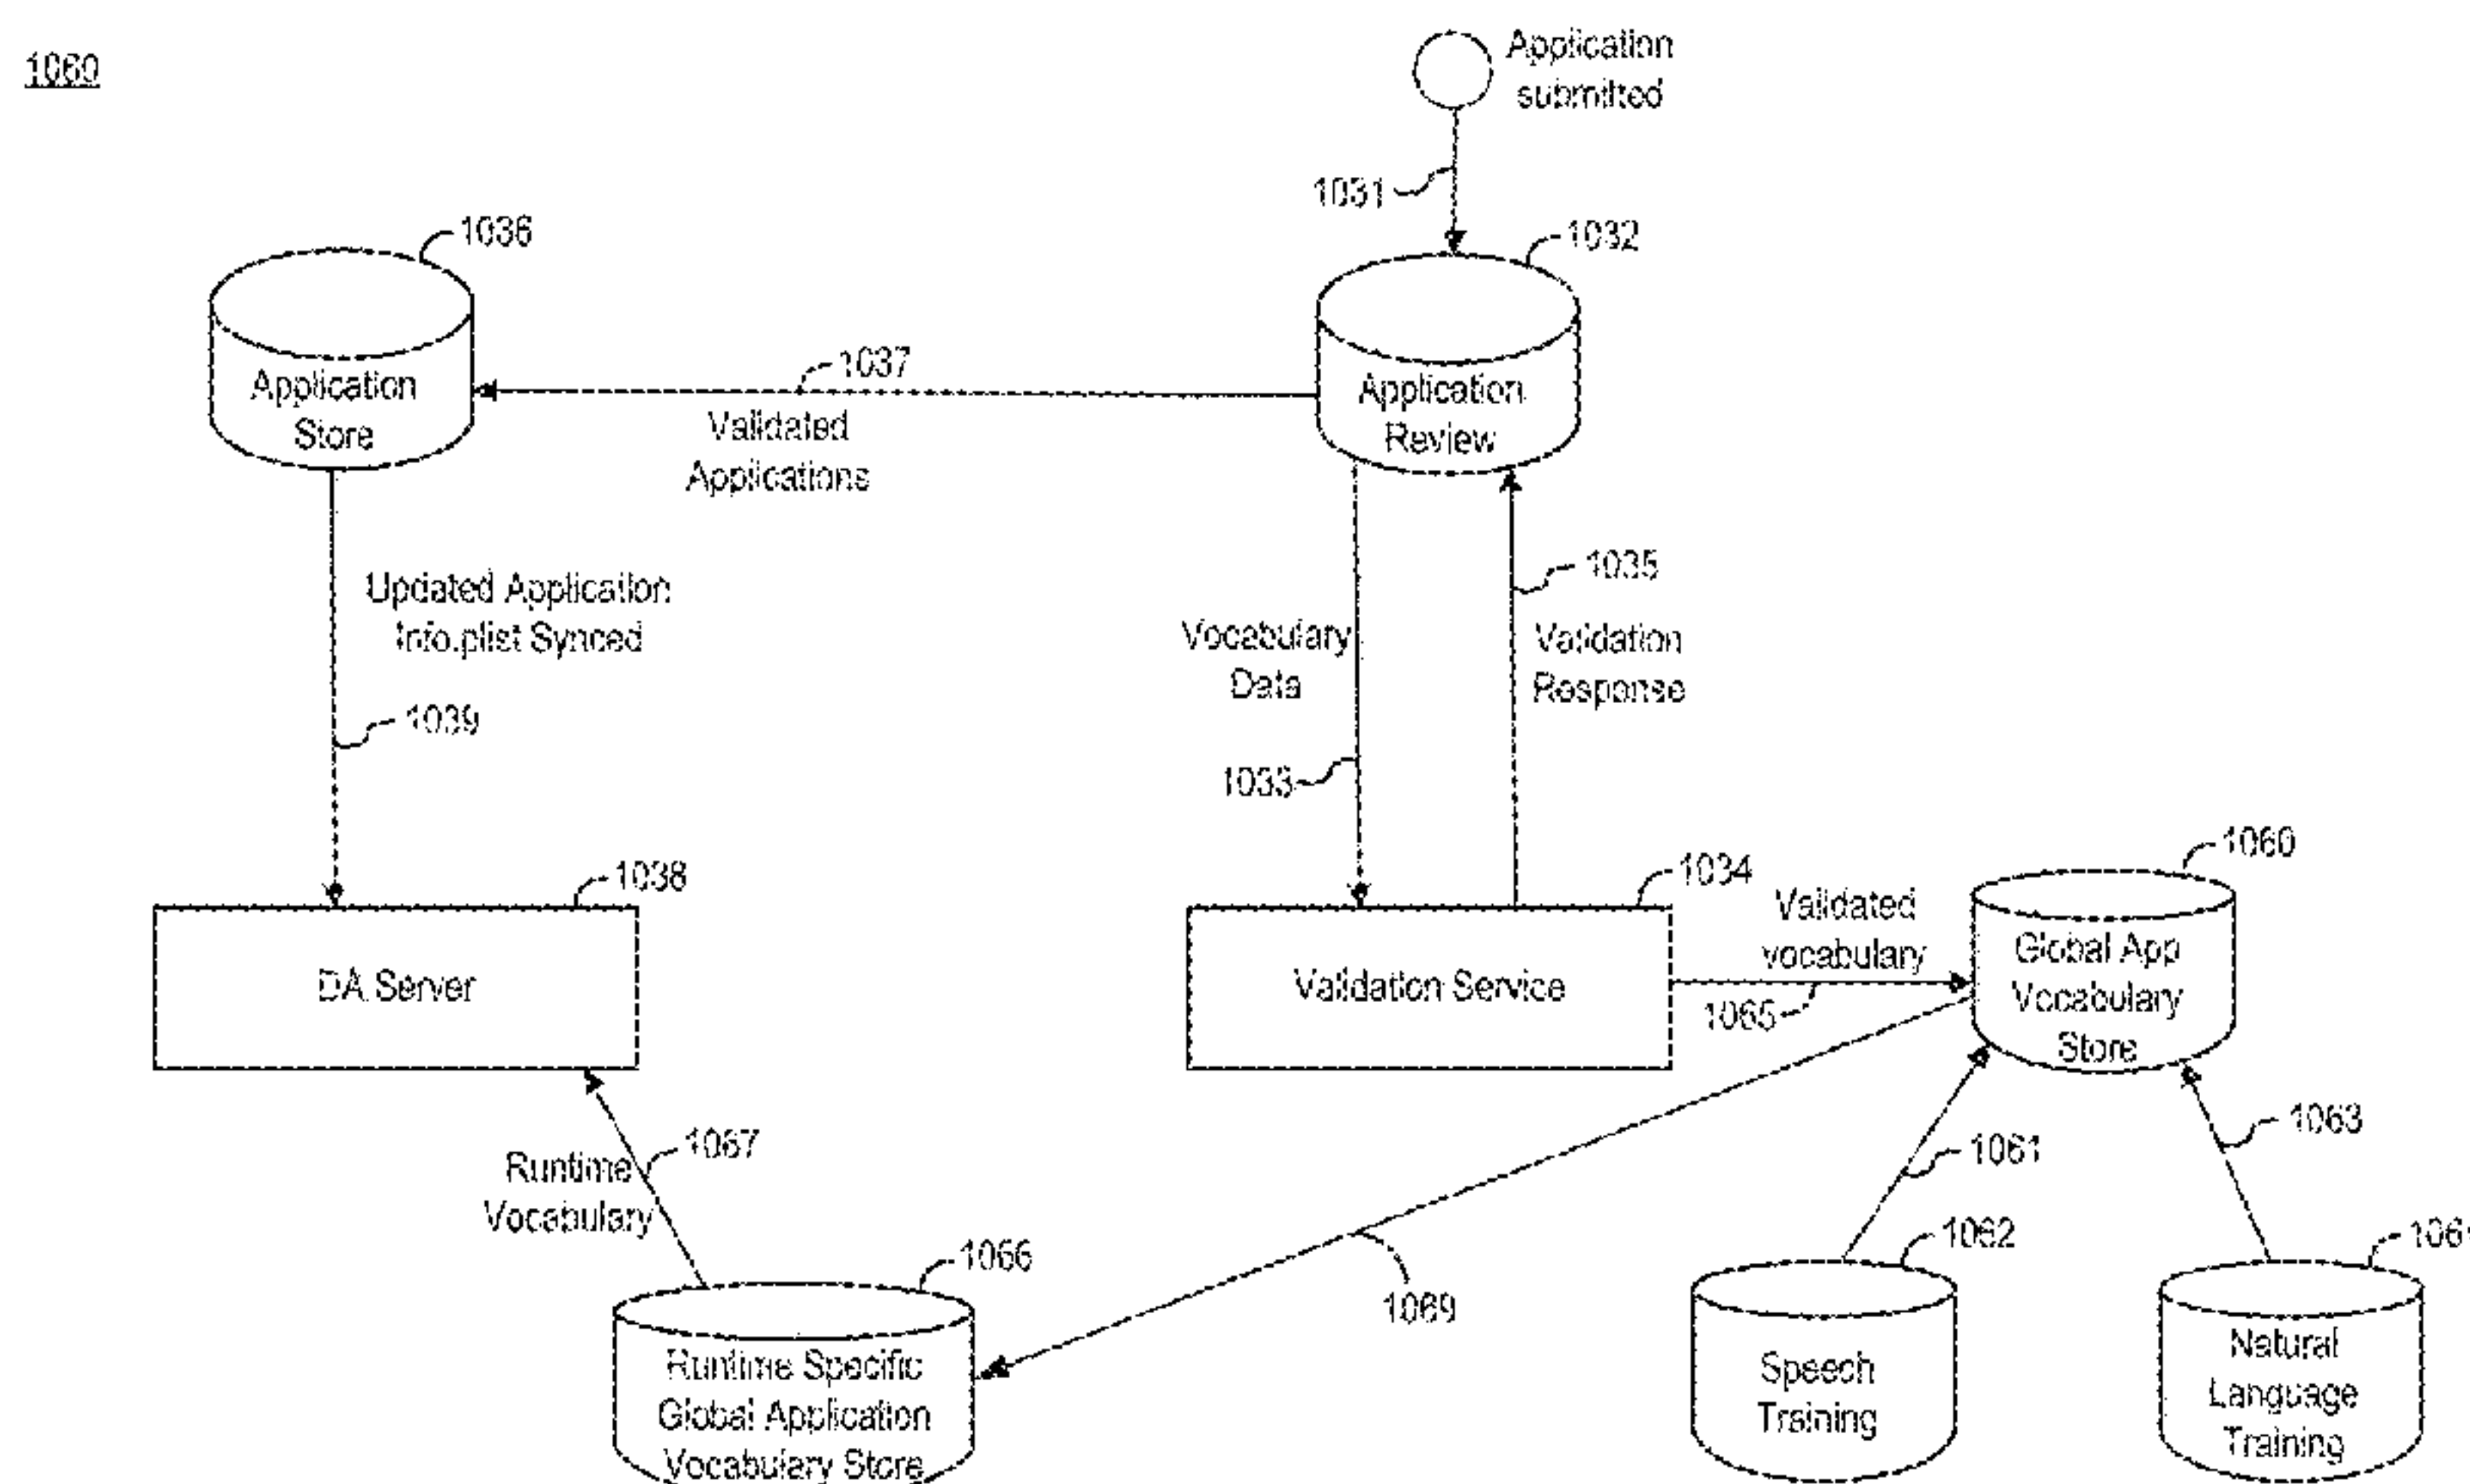 1060
Application
submitted
1031
1036
1032
1037
Application
Store
Application
Review
Validated
Applications
1035
Updated Application
Info.plist Synced
Vocabulary
Data
Validation
Response
1039
1033
1038
1034
1060
Validated
vocabulary
Global App
Vocabulary
Store
DA Server
Validation Service
1065
1067
1063
1061
Runtime
Vocabulary
1066
1062
1069
Runtime Specific
Global Application
Vocabulary Store
Speech
Training
Natural
Language
Training